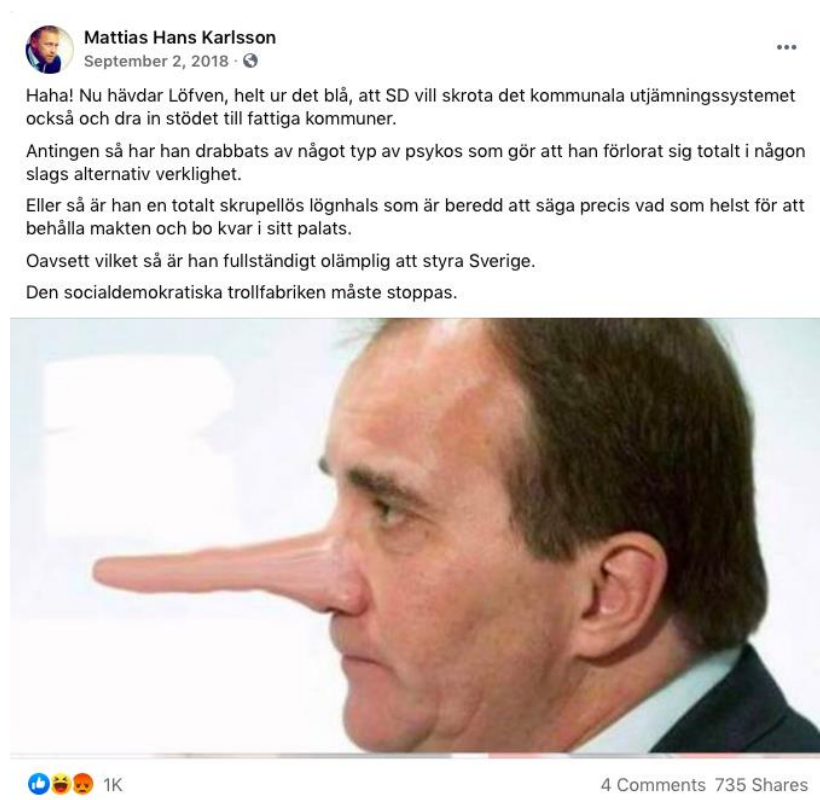 Mattias Hans Karlsson
September 2, 2018 ·
Haha! Nu hävdar Löfven, helt ur det blå, att SD vill skrota det kommunala utjämningssystemet
också och dra in stödet till fattiga kommuner.
Antingen så har han drabbats av något typ av psykos som gör att han förlorat sig totalt i någon
slags alternativ verklighet.
Eller så är han en totalt skrupellös lögnhals som är beredd att säga precis vad som helst för att
behålla makten och bo kvar i sitt palats.
Oavsett vilket så är han fullständigt olämplig att styra Sverige.
Den socialdemokratiska trollfabriken måste stoppas.
1K
4 Comments 735 Shares